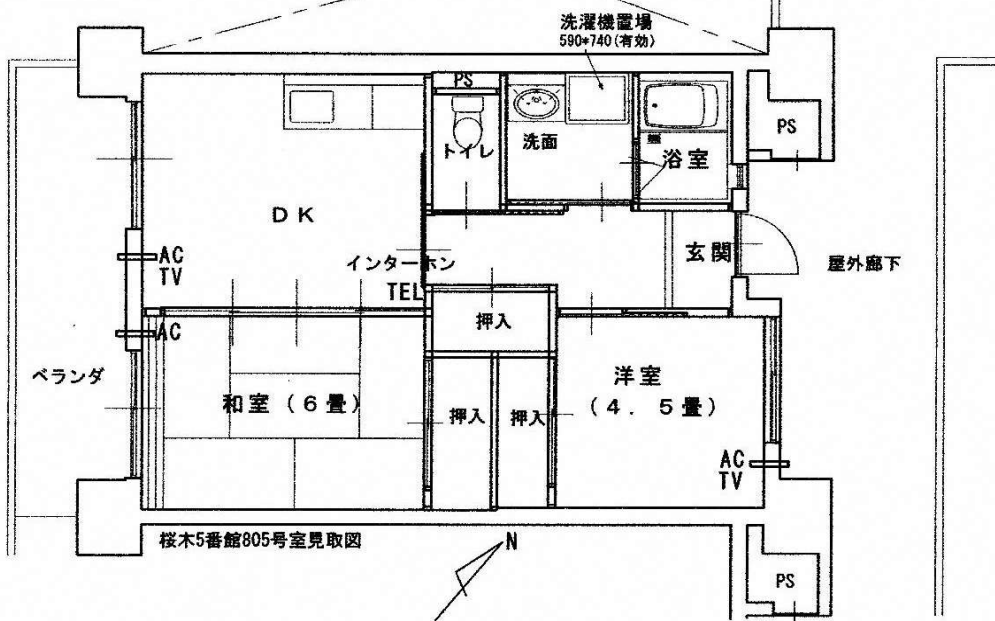 洗濯機置場
590*740(有効)
PS
PS
トイレ
洗面
浴室
DK
玄関
屋外廊下
インターホン
TEL
AC
TV
AC
押入
ベランダ
和室(6畳)
押入
押入
洋室
(4.5畳)
AC
TV
桜木5番館805号室見取図
N
PS